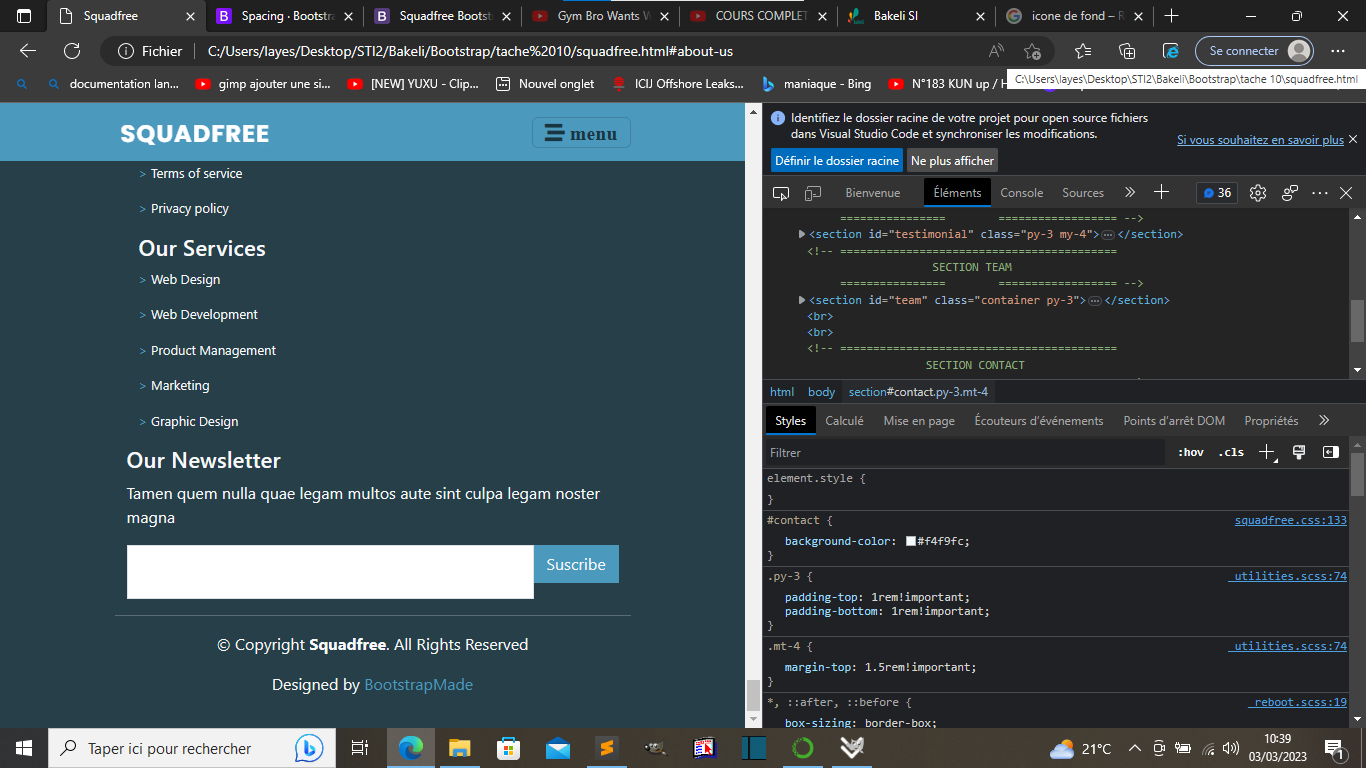 Squadfree
Spacing · Bootstra
Squadfree Boots
Gym Bro Wants W
COURS COMPLET
Bakeli SI
icone de fond – R
Fichier
C:/Users/layes/Desktop/STI2/Bakeli/Bootstrap/tache%2010/squadfree.html#about-us
Se connecter
documentation lan...
gimp ajouter une si...
[NEW] YUXU - Clip...
Nouvel onglet
ICIJ Offshore Leaks...
maniaque - Bing
N°183 KUN up / H
C:\Users\layes\Desktop\STI2\Bakeli\Bootstrap\tache 10\squadfree.html
SQUADFREE
menu
> Terms of service
> Privacy policy
Our Services
> Web Design
> Web Development
> Product Management
> Marketing
> Graphic Design
Our Newsletter
Tamen quem nulla quae legam multos aute sint culpa legam noster
magna
Suscribe
© Copyright Squadfree. All Rights Reserved
Designed by BootstrapMade
Identifiez le dossier racine de votre projet pour open source fichiers
dans Visual Studio Code et synchroniser les modifications.
Si vous souhaitez en savoir plus
Définir le dossier racine
Ne plus afficher
Bienvenue
Éléments
Console
Sources
36
================ ================== -->
<section id="testimonial" class="py-3 my-4">…</section>
<!-- ==========================================
SECTION TEAM
================ ================== -->
<section id="team" class="container py-3">…</section>
<br>
<br>
<!-- ==========================================
SECTION CONTACT
html body section#contact.py-3.mt-4
Styles
Calculé
Mise en page
Écouteurs d'événements
Points d'arrêt DOM
Propriétés
Filtrer
:hov
.cls
element.style {
}
#contact {
squadfree.css:133
background-color: #f4f9fc;
}
.py-3 {
_utilities.scss:74
padding-top: 1rem!important;
padding-bottom: 1rem!important;
}
.mt-4 {
_utilities.scss:74
margin-top: 1.5rem!important;
}
*, ::after, ::before {
_reboot.scss:19
box-sizing: border-box;
Taper ici pour rechercher
21°C
10:39
03/03/2023
1